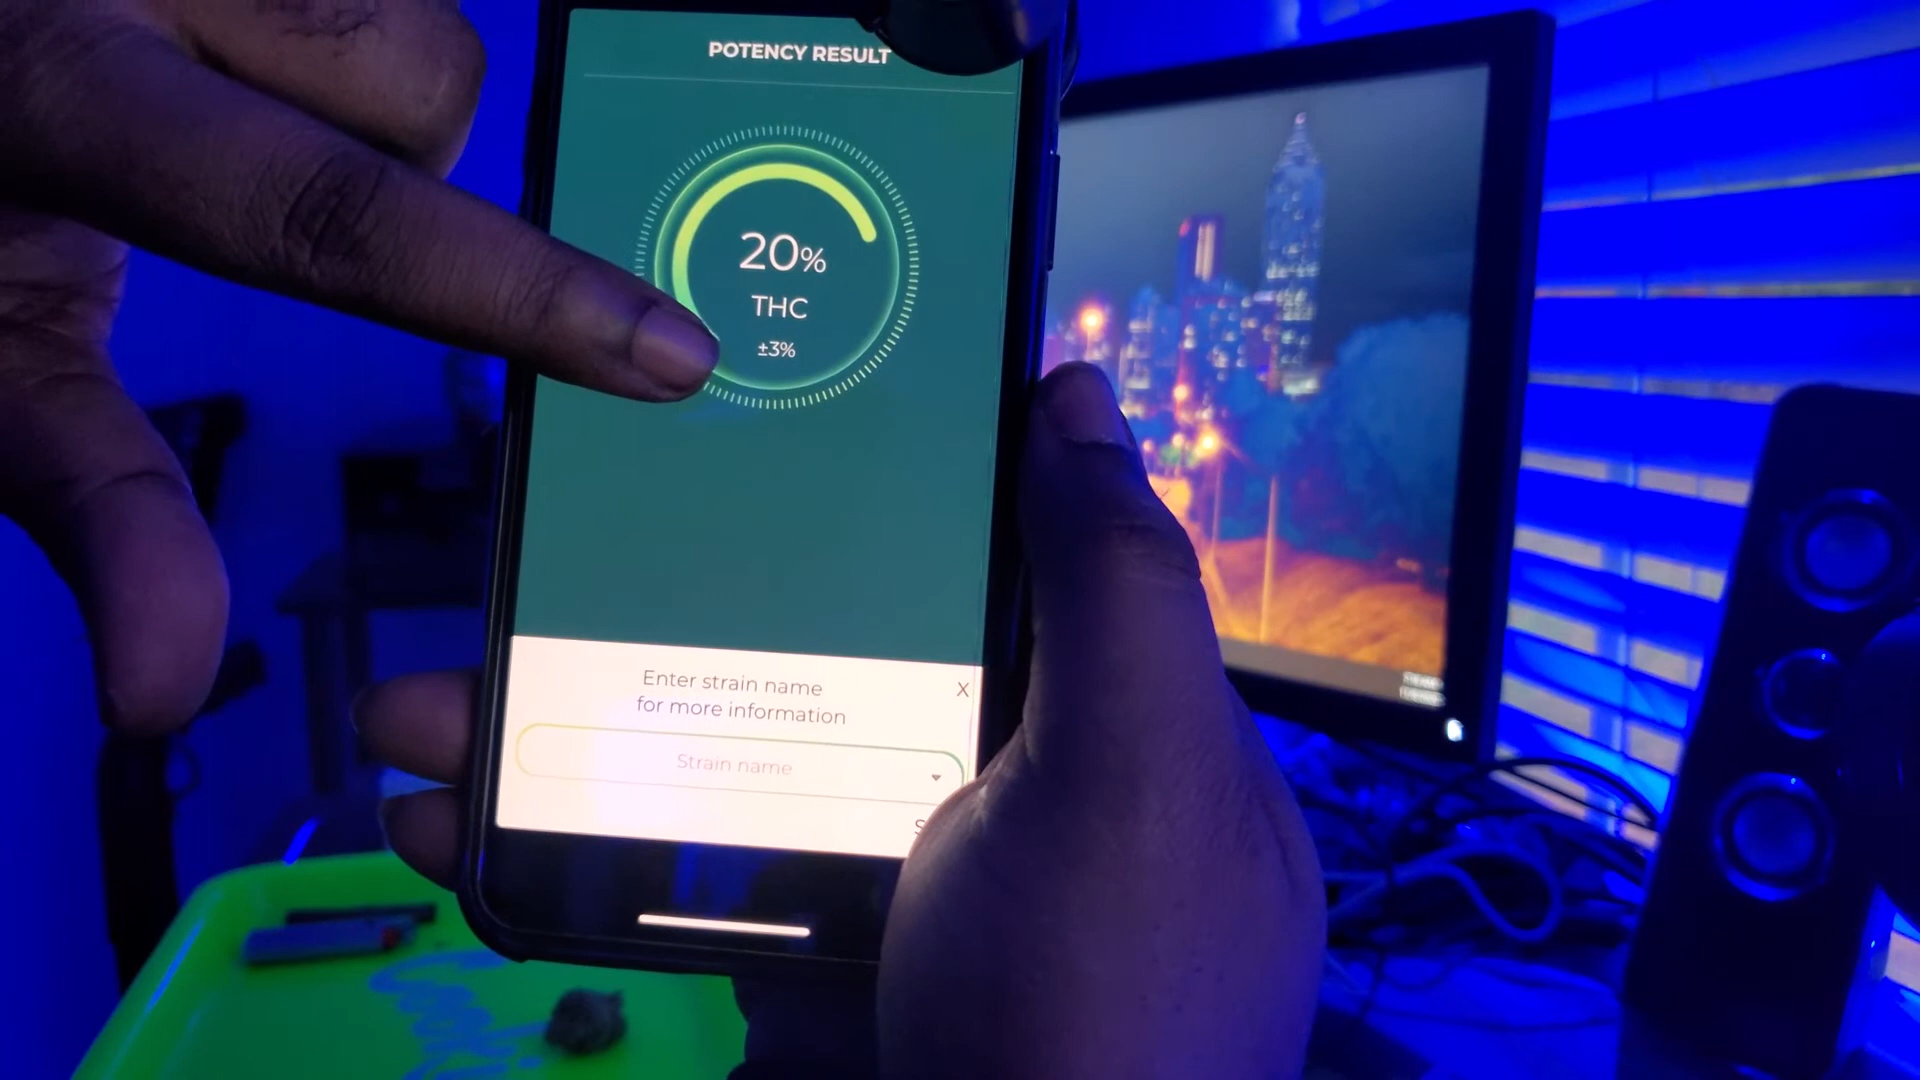 POTENCY RESULT
20%
THC
±3%
Enter strain name
for more information
X
Strain name